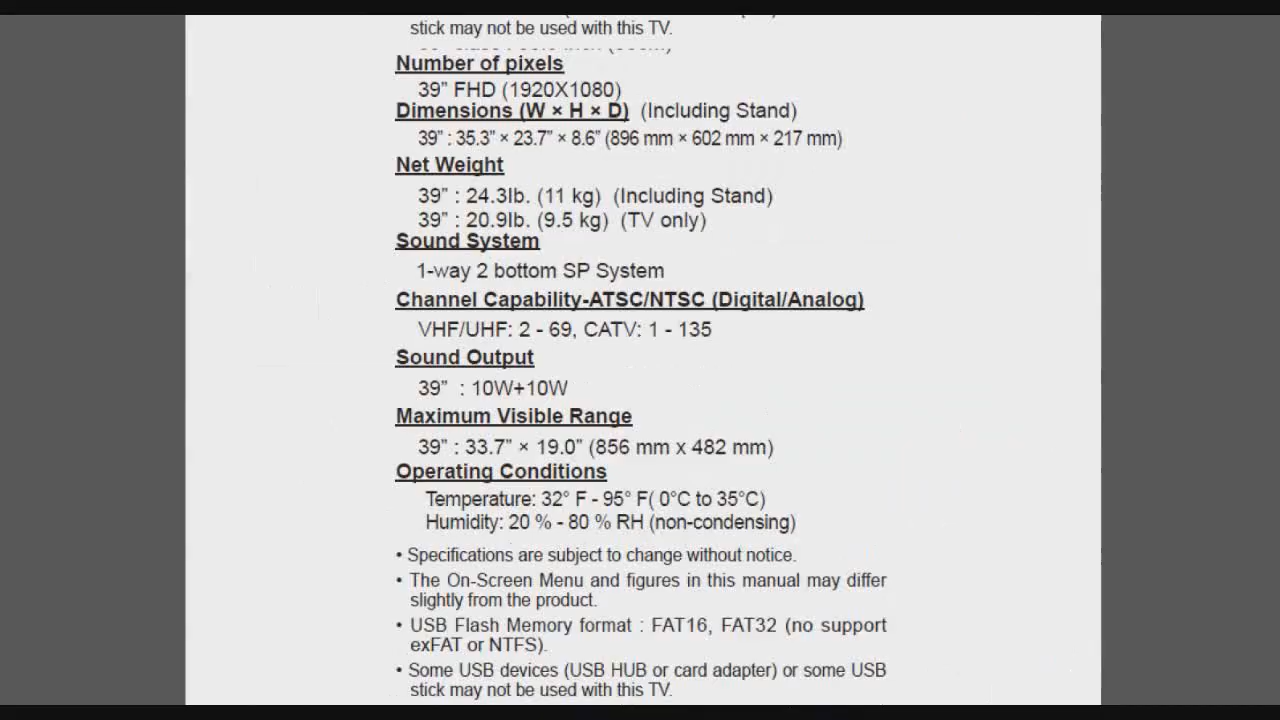 stick may not be used with this TV.
Number of pixels
39” FHD (1920X1080)
Dimensions (W × H × D) (Including Stand)
39” : 35.3” × 23.7” × 8.6” (896 mm × 602 mm × 217 mm)
Net Weight
39” : 24.3lb. (11 kg) (Including Stand)
39” : 20.9lb. (9.5 kg) (TV only)
Sound System
1-way 2 bottom SP System
Channel Capability-ATSC/NTSC (Digital/Analog)
VHF/UHF: 2 - 69, CATV: 1 - 135
Sound Output
39” : 10W+10W
Maximum Visible Range
39” : 33.7” × 19.0” (856 mm x 482 mm)
Operating Conditions
Temperature: 32° F - 95° F( 0°C to 35°C)
Humidity: 20 % - 80 % RH (non-condensing)
• Specifications are subject to change without notice.
• The On-Screen Menu and figures in this manual may differ
slightly from the product.
• USB Flash Memory format : FAT16, FAT32 (no support
exFAT or NTFS).
• Some USB devices (USB HUB or card adapter) or some USB
stick may not be used with this TV.